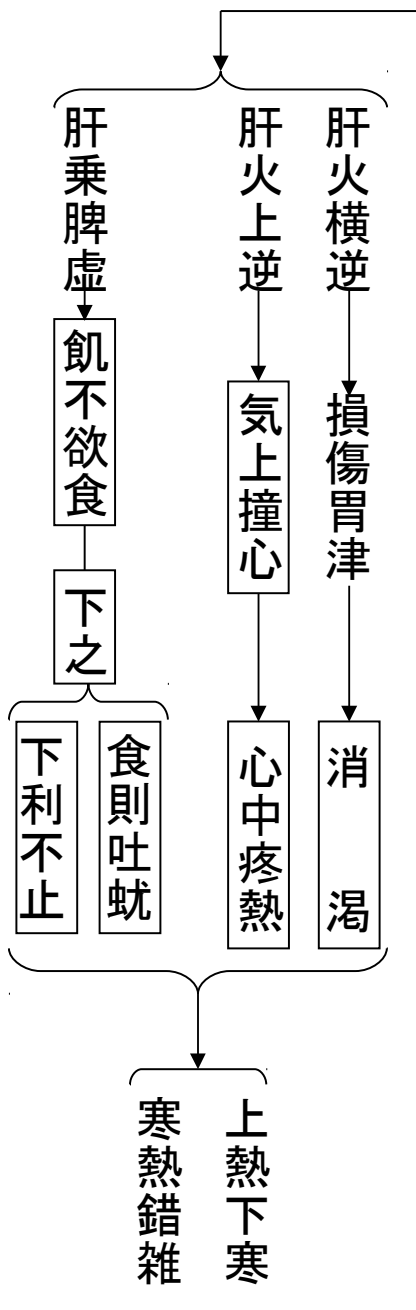 肝火横逆
損傷胃津
消渇
肝火上逆
気上撞心
心中疼熱
肝乗脾虚
飢不欲食
下之
食則吐蚘
下利不止
上熱下寒
寒熱錯雑